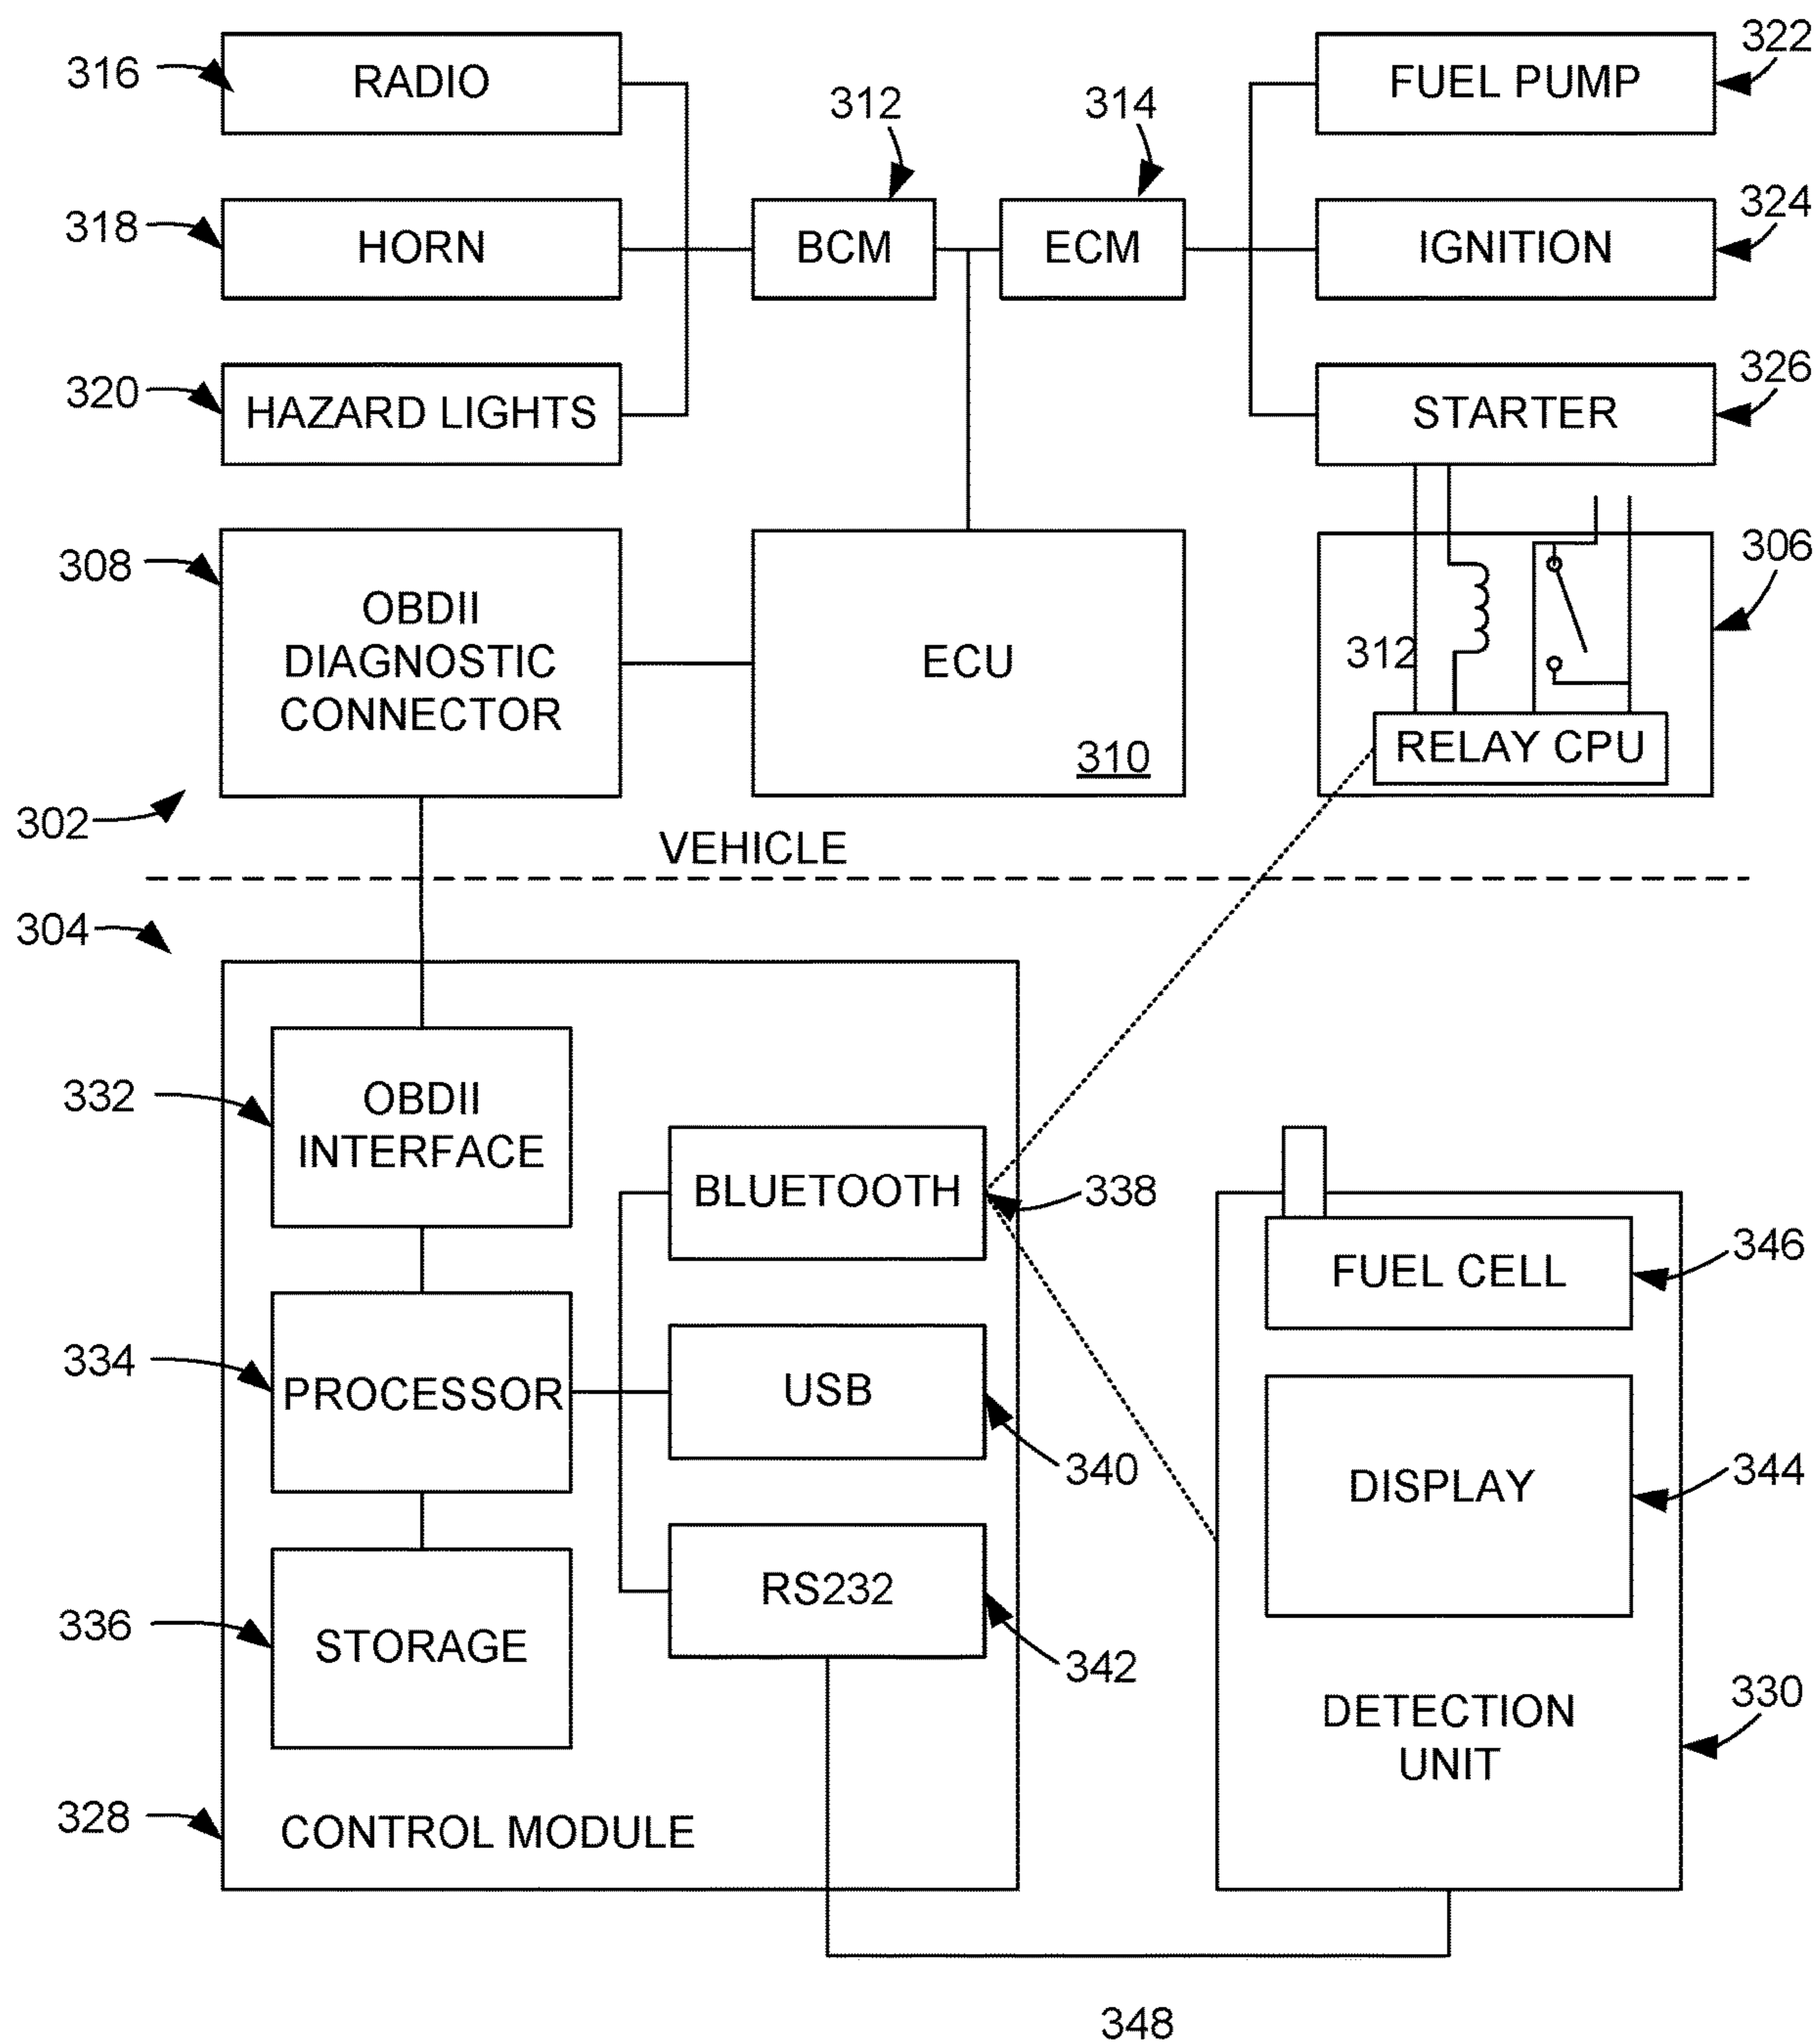 316
RADIO
312
314
FUEL PUMP
322
318
HORN
BCM
ECM
IGNITION
324
320
HAZARD LIGHTS
STARTER
326
308
OBDII
DIAGNOSTIC
CONNECTOR
ECU
310
312
RELAY CPU
306
302
VEHICLE
304
332
OBDII
INTERFACE
BLUETOOTH
338
334
PROCESSOR
USB
340
336
STORAGE
RS232
342
328
CONTROL MODULE
FUEL CELL
346
DISPLAY
344
DETECTION
UNIT
330
348